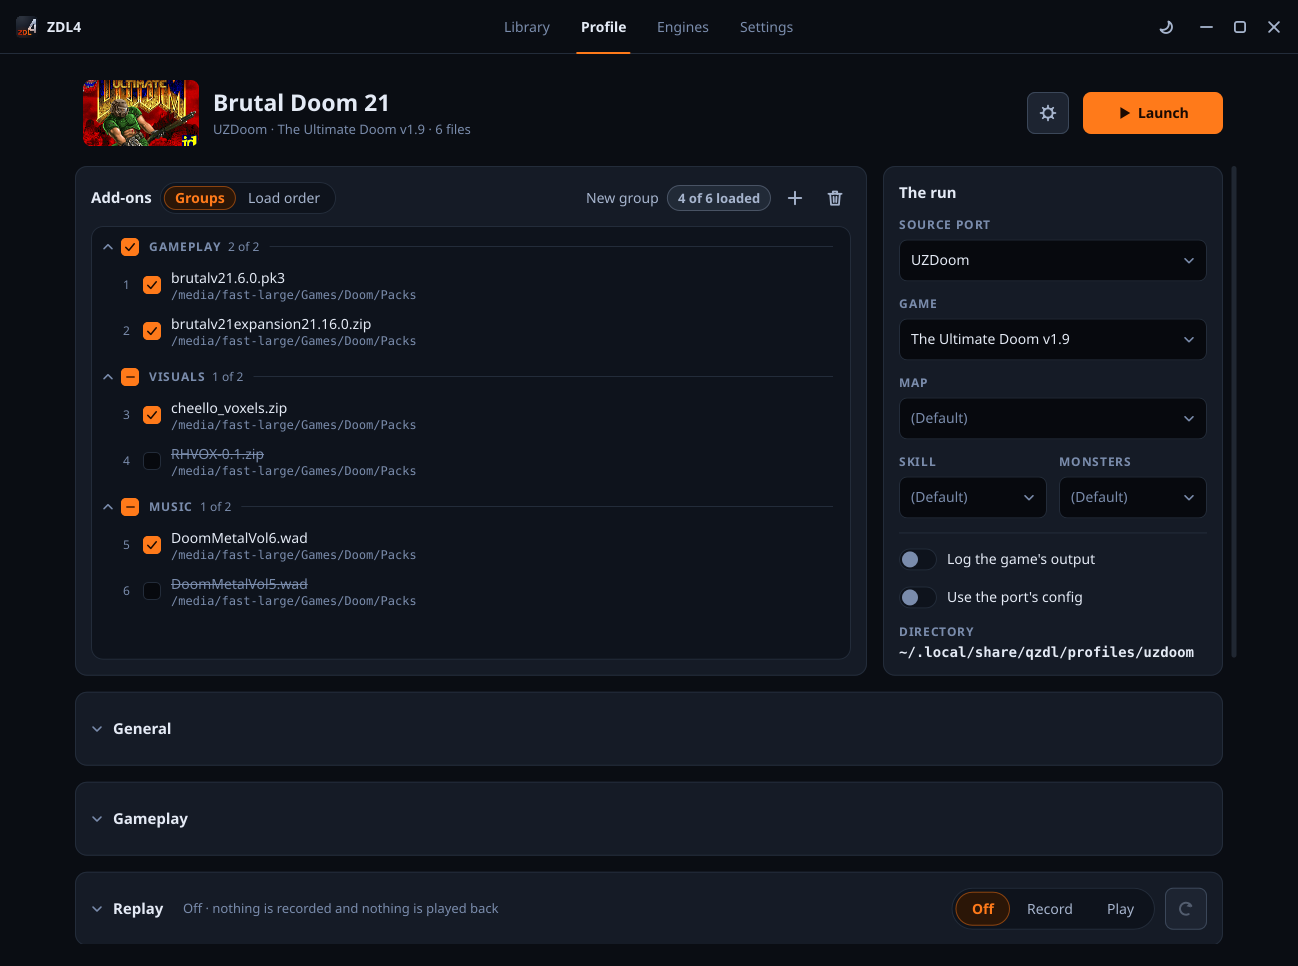 ZDL4
Library
Profile
Engines
Settings
ULTIMATE
DOOM
id
Brutal Doom 21
UZDoom · The Ultimate Doom v1.9 · 6 files
Launch
Add-ons
Groups
Load order
New group
4 of 6 loaded
GAMEPLAY 2 of 2
1
brutalv21.6.0.pk3
/media/fast-large/Games/Doom/Packs
2
brutalv21expansion21.16.0.zip
/media/fast-large/Games/Doom/Packs
VISUALS 1 of 2
3
cheello_voxels.zip
/media/fast-large/Games/Doom/Packs
4
RHVOX-0.1.zip
/media/fast-large/Games/Doom/Packs
MUSIC 1 of 2
5
DoomMetalVol6.wad
/media/fast-large/Games/Doom/Packs
6
DoomMetalVol5.wad
/media/fast-large/Games/Doom/Packs
The run
SOURCE PORT
UZDoom
GAME
The Ultimate Doom v1.9
MAP
(Default)
SKILL
MONSTERS
(Default)
(Default)
Log the game's output
Use the port's config
DIRECTORY
~/.local/share/qzdl/profiles/uzdoom
General
Gameplay
Replay
Off · nothing is recorded and nothing is played back
Off
Record
Play